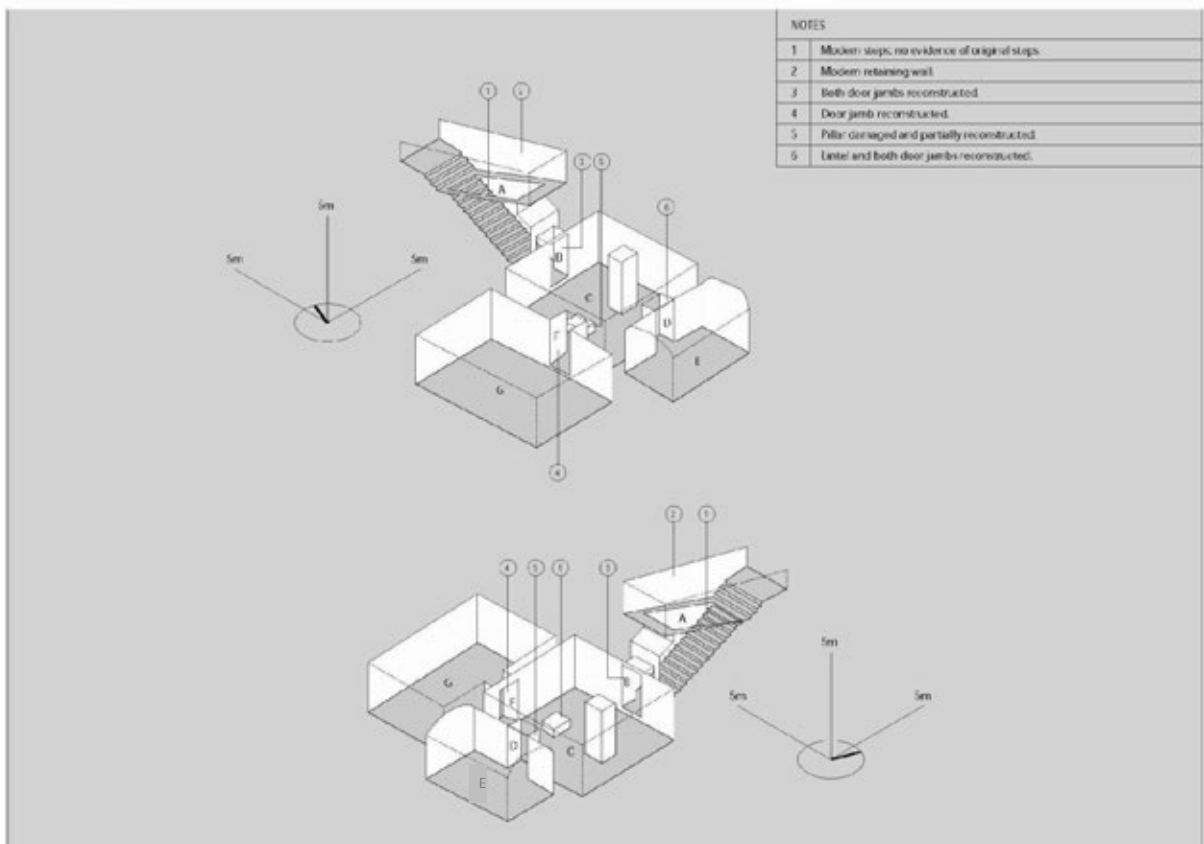 NOTES
1 Modern steps: no evidence of original steps.
2 Modern retaining wall.
3 Both door jambs reconstructed.
4 Door jamb reconstructed.
5 Pillar damaged and partially reconstructed.
6 Lintel and both door jambs reconstructed.
1
A
3
5
6
B
C
D
E
F
G
4
5m
5m
5m
2
1
4
5
3
A
B
G
F
D
C
E
5m
5m
5m